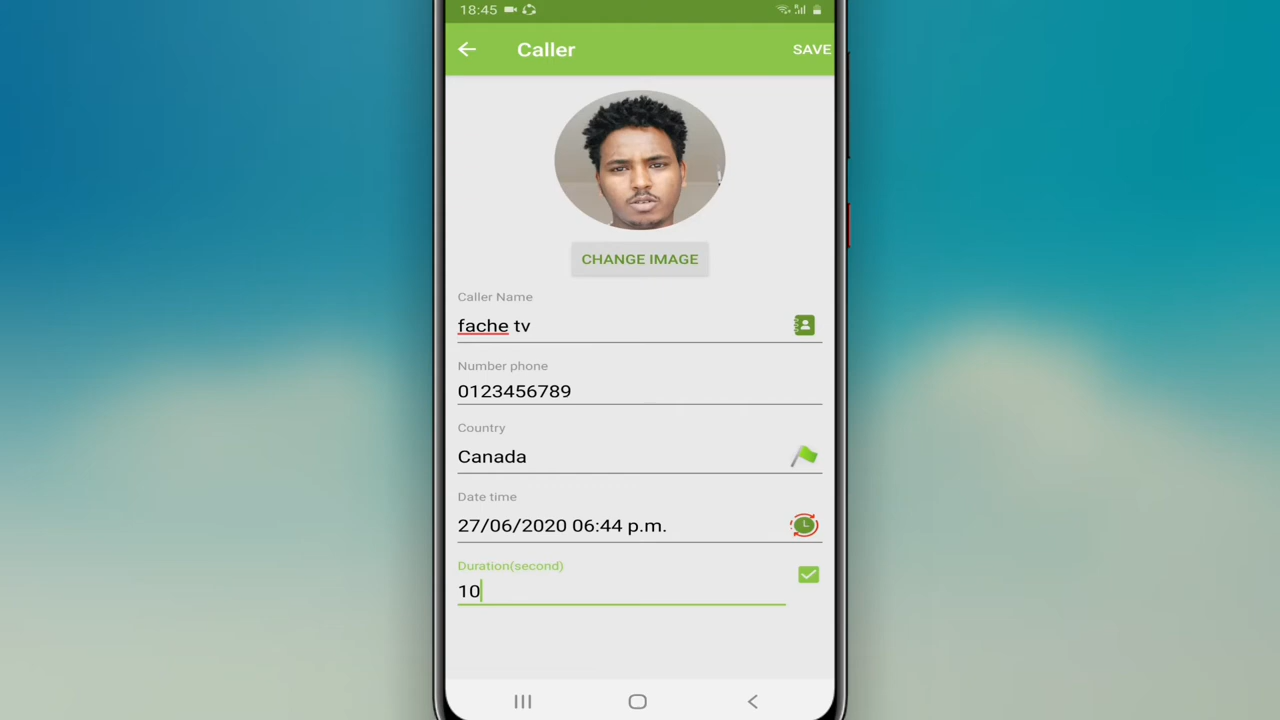 18:45
Caller
SAVE
CHANGE IMAGE
Caller Name
fache tv
Number phone
0123456789
Country
Canada
Date time
27/06/2020 06:44 p.m.
Duration(second)
10